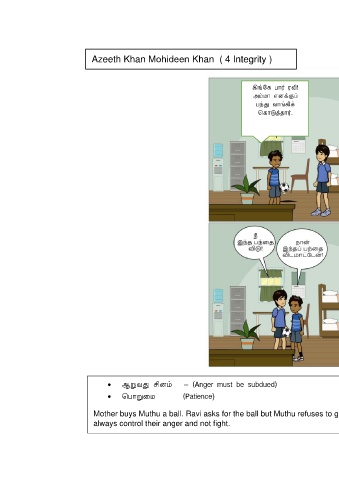 Azeeth Khan Mohideen Khan ( 4 Integrity )
இங்கே பார் ரவி!
அம்மா எனக்குப்
பந்து வாங்கிக்
கொடுத்தார்.
நீ
இந்த பந்தை
விடு!
நான்
இந்தப் பந்தை
விடமாட்டேன்!
• ஆறுவது சினம் – (Anger must be subdued)
• பொறுமை (Patience)
Mother buys Muthu a ball. Ravi asks for the ball but Muthu refuses to g
always control their anger and not fight.